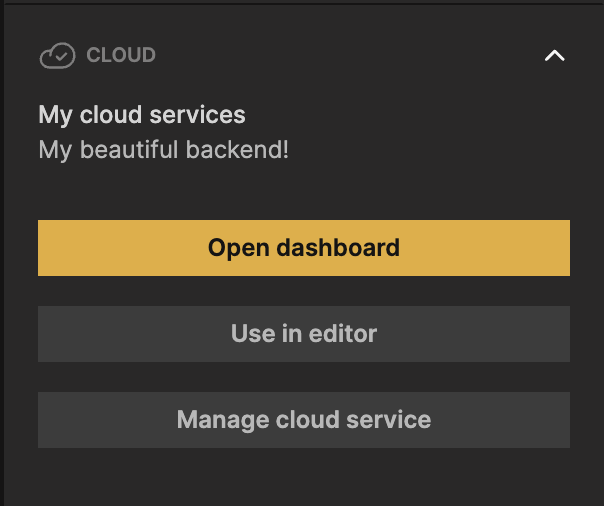 CLOUD
My cloud services
My beautiful backend!
Open dashboard
Use in editor
Manage cloud service